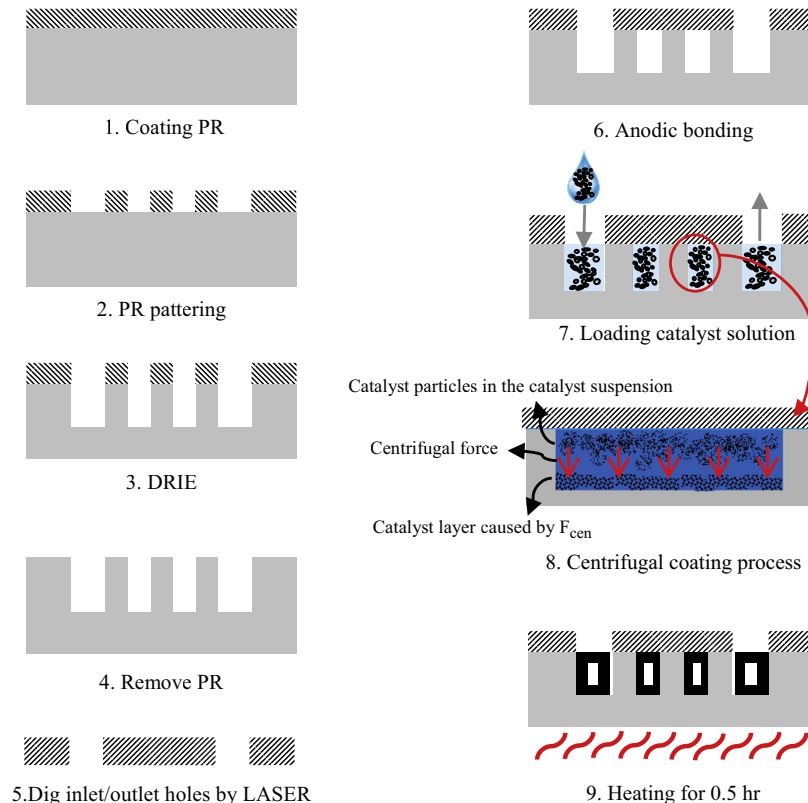 1. Coating PR
2. PR pattering
3. DRIE
4. Remove PR
5.Dig inlet/outlet holes by LASER
6. Anodic bonding
7. Loading catalyst solution
Catalyst particles in the catalyst suspension
Centrifugal force
Catalyst layer caused by Fcen
8. Centrifugal coating process
9. Heating for 0.5 hr